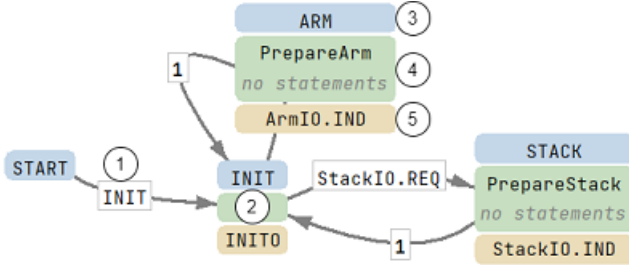 ARM
3
PrepareArm
no statements
4
1
ArmIO.IND
5
START
1
INIT
INIT
2
INITO
StackIO.REQ
STACK
PrepareStack
no statements
StackIO.IND
1